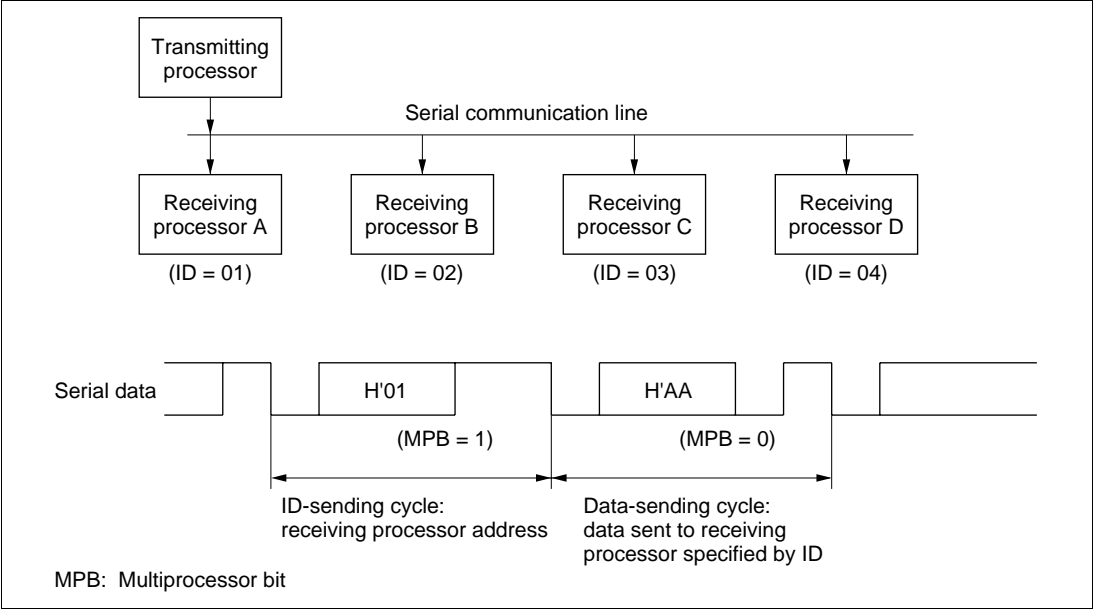 Transmitting
processor
Serial communication line
Receiving
processor A
Receiving
processor B
Receiving
processor C
Receiving
processor D
(ID = 01)
(ID = 02)
(ID = 03)
(ID = 04)
Serial data
H'01
H'AA
(MPB = 1)
(MPB = 0)
ID-sending cycle:
receiving processor address
Data-sending cycle:
data sent to receiving
processor specified by ID
MPB: Multiprocessor bit